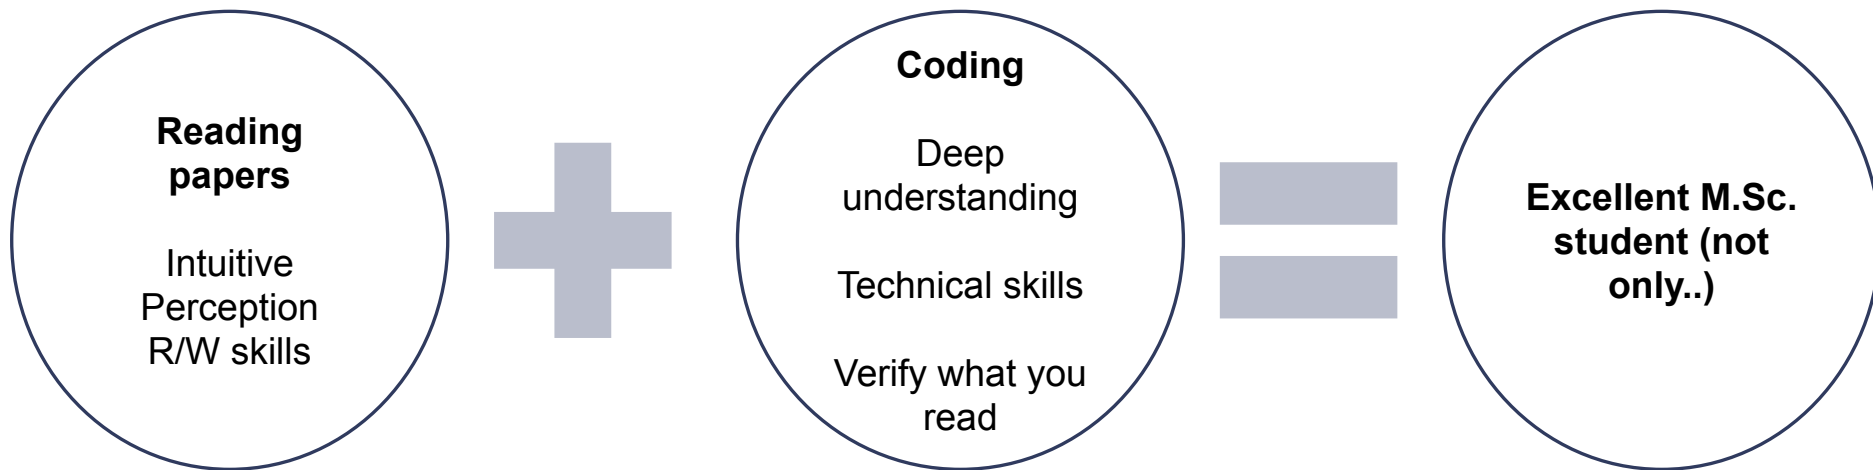 Reading
papers
Intuitive
Perception
R/W skills
Coding
Deep
understanding
Technical skills
Verify what you
read
Excellent M.Sc.
student (not
only..)